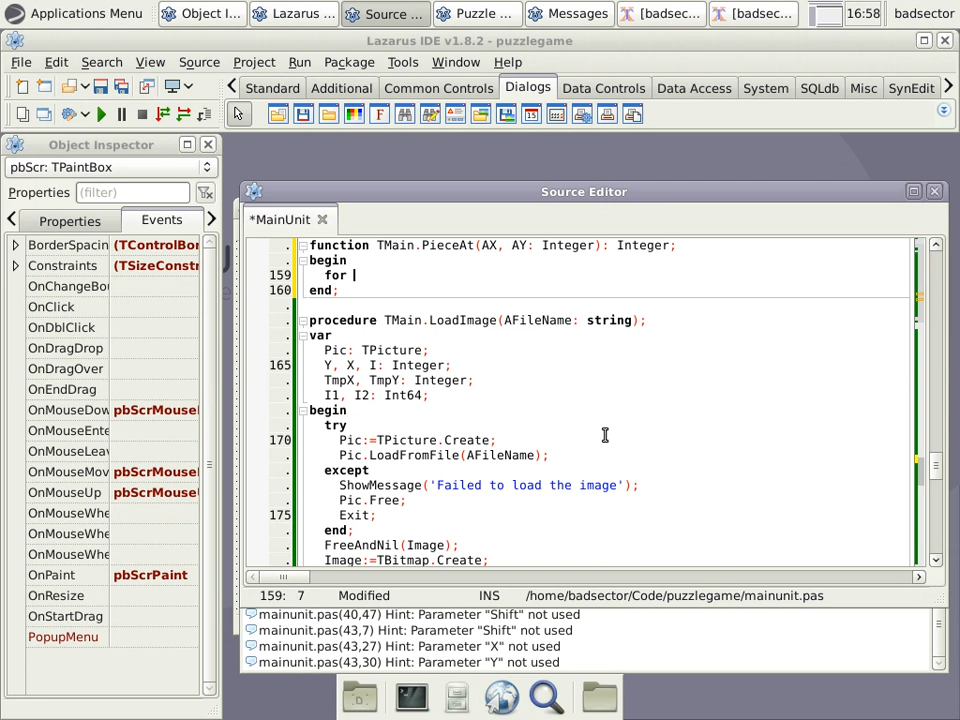 Applications Menu Object I... Lazarus ... Source ... Puzzle ... Messages [badsec... [badsec... 16:58 badsector
Lazarus IDE v1.8.2 - puzzlegame
File Edit Search View Source Project Run Package Tools Window Help
Standard Additional Common Controls Dialogs Data Controls Data Access System SQLdb Misc SynEdit
Object Inspector
pbScr: TPaintBox
Properties (filter)
Properties Events
BorderSpacin (TControlBor
Constraints (TSizeConstr
OnChangeBou
OnClick
OnDblClick
OnDragDrop
OnDragOver
OnEndDrag
OnMouseDow pbScrMouseI
OnMouseEnte
OnMouseLeav
OnMouseMov pbScrMouseI
OnMouseUp pbScrMouseU
OnMouseWhe
OnMouseWhe
OnMouseWhe
OnPaint pbScrPaint
OnResize
OnStartDrag
PopupMenu
Source Editor
*MainUnit
. function TMain.PieceAt(AX, AY: Integer): Integer;
. begin
159 for
160 end;
.
. procedure TMain.LoadImage(AFileName: string);
. var
. Pic: TPicture;
165 Y, X, I: Integer;
. TmpX, TmpY: Integer;
. I1, I2: Int64;
. begin
. try
170 Pic:=TPicture.Create;
. Pic.LoadFromFile(AFileName);
. except
. ShowMessage('Failed to load the image');
. Pic.Free;
175 Exit;
. end;
. FreeAndNil(Image);
. Image:=TBitmap.Create;
159: 7 Modified INS /home/badsector/Code/puzzlegame/mainunit.pas
mainunit.pas(40,47) Hint: Parameter "Shift" not used
mainunit.pas(43,7) Hint: Parameter "Shift" not used
mainunit.pas(43,27) Hint: Parameter "X" not used
mainunit.pas(43,30) Hint: Parameter "Y" not used